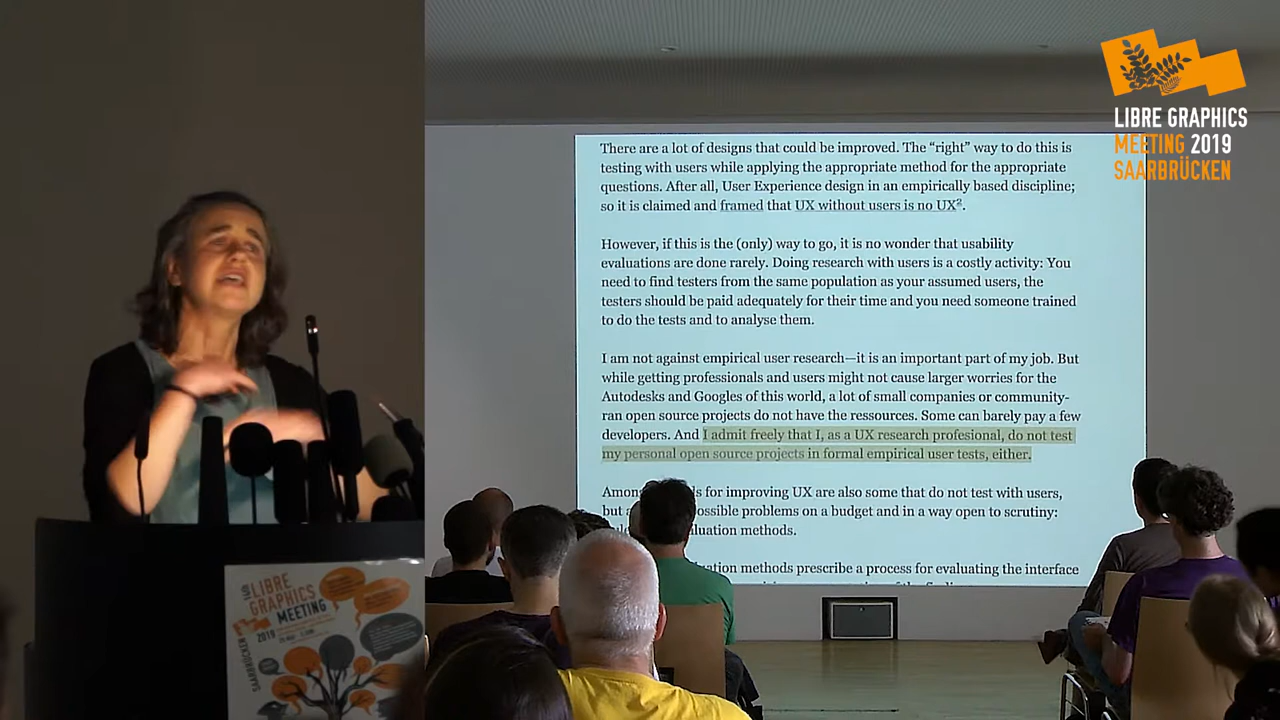 LIBRE GRAPHICS
MEETING 2019
SAARBRÜCKEN
There are a lot of designs that could be improved. The “right” way to do this is
testing with users while applying the appropriate method for the appropriate
questions. After all, User Experience design in an empirically based discipline;
so it is claimed and framed that UX without users is no UX².
However, if this is the (only) way to go, it is no wonder that usability
evaluations are done rarely. Doing research with users is a costly activity: You
need to find testers from the same population as your assumed users, the
testers should be paid adequately for their time and you need someone trained
to do the tests and to analyse them.
I am not against empirical user research—it is an important part of my job. But
while getting professionals and users might not cause larger worries for the
Autodesks and Googles of this world, a lot of small companies or community-
ran open source projects do not have the ressources. Some can barely pay a few
developers. And I admit freely that I, as a UX research profesional, do not test
my personal open source projects in formal empirical user tests, either.
for improving UX are also some that do not test with users,
but possible problems on a budget and in a way open to scrutiny:
methods.
methods prescribe a process for evaluating the interface
LIBRE
GRAPHICS
MEETING
2019
SAARBRÜCKEN